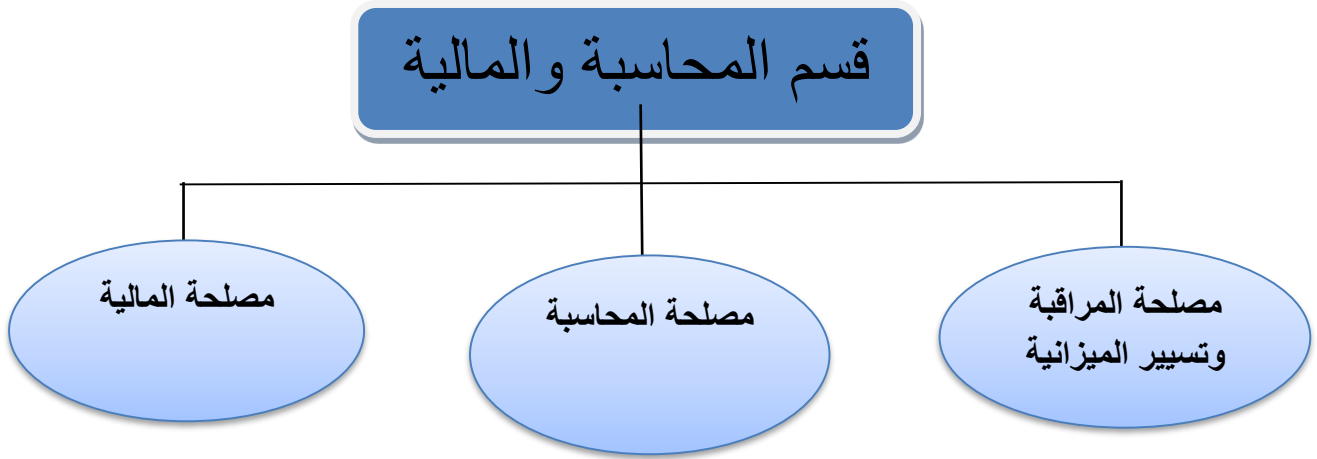 قسم المحاسبة والمالية
مصلحة المراقبة
وتسيير الميزانية
مصلحة المحاسبة
مصلحة المالية